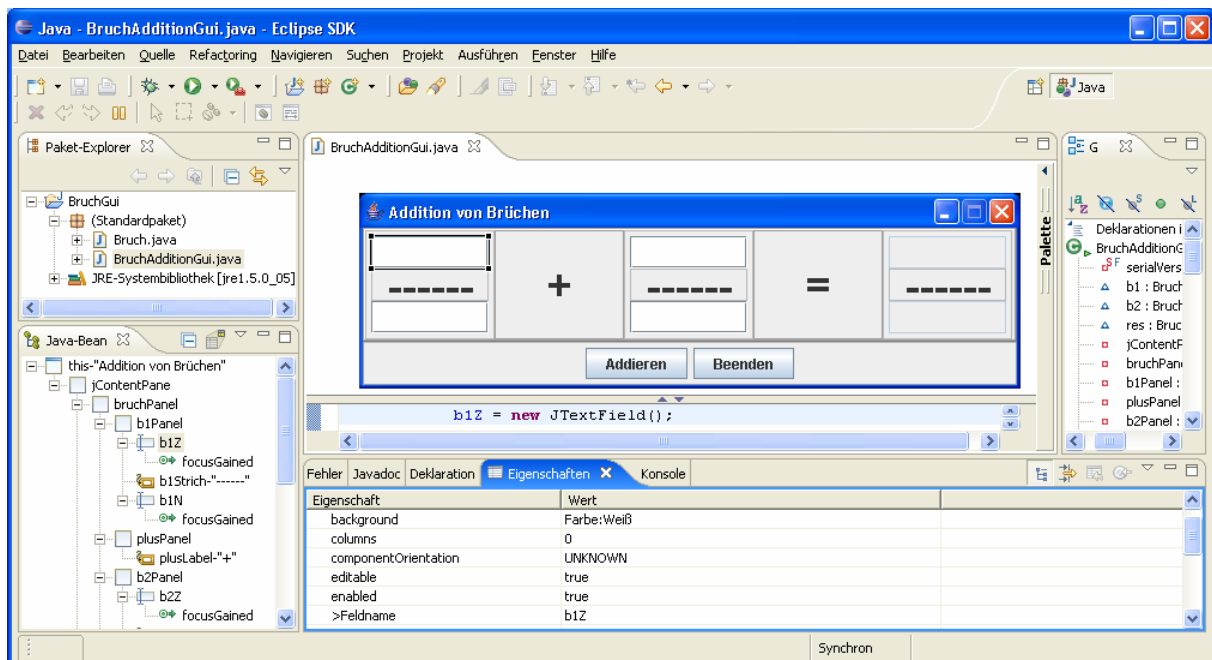 Java - BruchAdditionGui.java - Eclipse SDK
Datei Bearbeiten Quelle Refactoring Navigieren Suchen Projekt Ausführen Fenster Hilfe
Java
Paket-Explorer
BruchGui
(Standardpaket)
Bruch.java
BruchAdditionGui.java
JRE-Systembibliothek [jre1.5.0_05]
Java-Bean
this-"Addition von Brüchen"
jContentPane
bruchPanel
b1Panel
b1Z
focusGained
b1Strich-"------"
b1N
focusGained
plusPanel
plusLabel-"+"
b2Panel
b2Z
focusGained
BruchAdditionGui.java
Addition von Brüchen
------ + ------ = ------
Addieren Beenden
Palette
b1Z = new JTextField();
G
Deklarationen i
BruchAdditionG
serialVers
b1 : Bruch
b2 : Bruch
res : Bruc
jContentF
bruchPan
b1Panel :
plusPanel
b2Panel :
Fehler Javadoc Deklaration Eigenschaften Konsole
Eigenschaft Wert
background Farbe:Weiß
columns 0
componentOrientation UNKNOWN
editable true
enabled true
>Feldname b1Z
Synchron